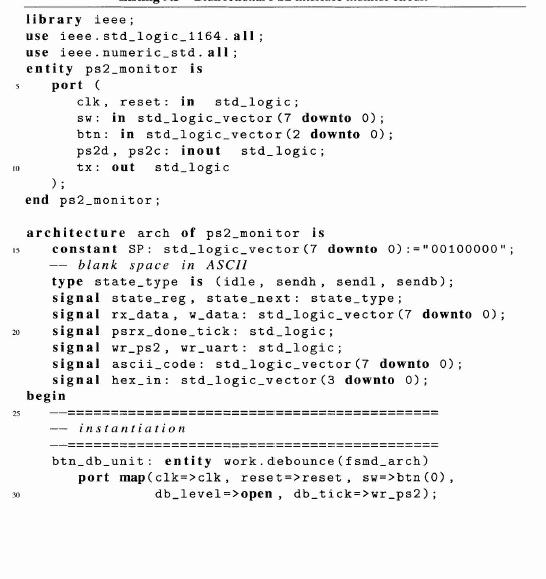 library ieee;
use ieee.std_logic_1164.all;
use ieee.numeric_std.all;
entity ps2_monitor is
5 port (
clk, reset: in std_logic;
sw: in std_logic_vector(7 downto 0);
btn: in std_logic_vector(2 downto 0);
ps2d, ps2c: inout std_logic;
10 tx: out std_logic
);
end ps2_monitor;
architecture arch of ps2_monitor is
15 constant SP: std_logic_vector(7 downto 0):="00100000";
-- blank space in ASCII
type state_type is (idle, sendh, sendl, sendb);
signal state_reg, state_next: state_type;
signal rx_data, w_data: std_logic_vector(7 downto 0);
20 signal psrx_done_tick: std_logic;
signal wr_ps2, wr_uart: std_logic;
signal ascii_code: std_logic_vector(7 downto 0);
signal hex_in: std_logic_vector(3 downto 0);
begin
25 --=========================================
-- instantiation
--=========================================
btn_db_unit: entity work.debounce(fsmd_arch)
port map(clk=>clk, reset=>reset, sw=>btn(0),
30 db_level=>open, db_tick=>wr_ps2);